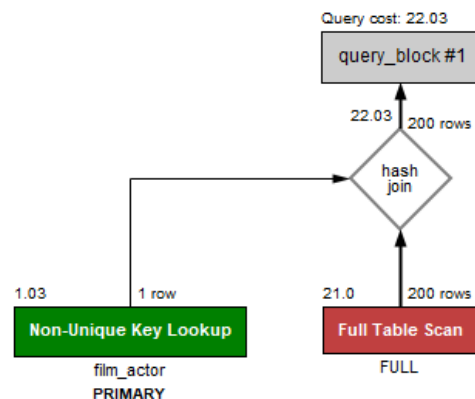 Query cost: 22.03
query_block #1
22.03 200 rows
hash
join
1.03 1 row
21.0 200 rows
Non-Unique Key Lookup
Full Table Scan
film_actor
FULL
PRIMARY